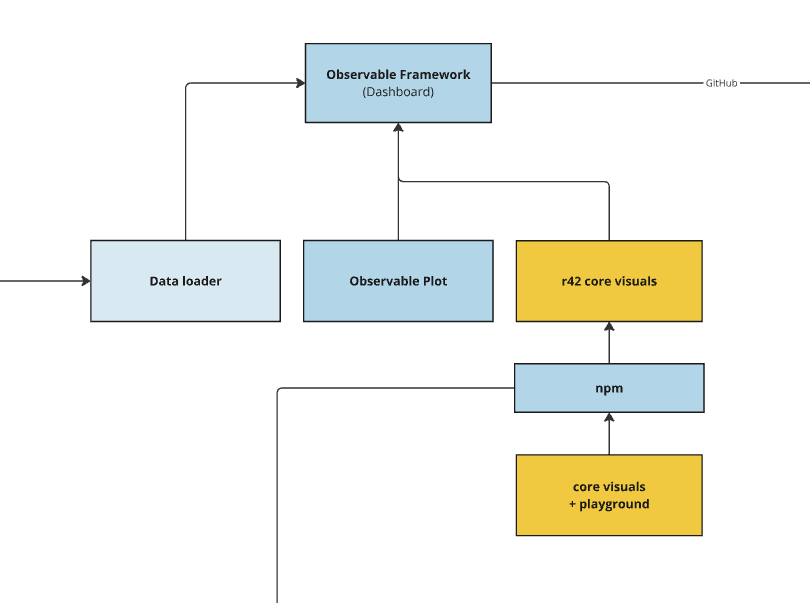 Observable Framework
(Dashboard)
GitHub
Data loader
Observable Plot
r42 core visuals
npm
core visuals
+ playground